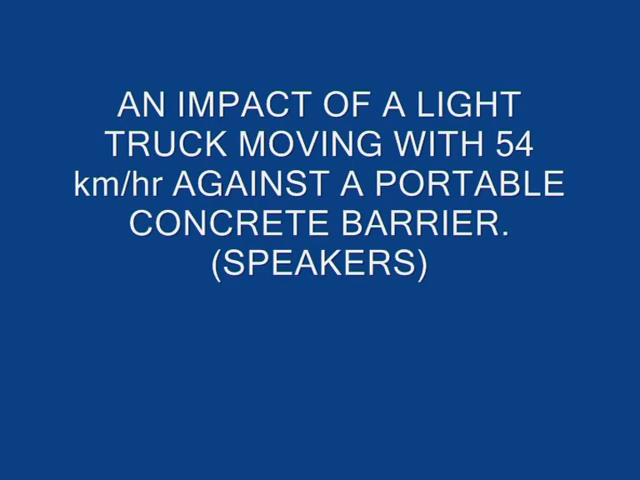 AN IMPACT OF A LIGHT
TRUCK MOVING WITH 54
km/hr AGAINST A PORTABLE
CONCRETE BARRIER.
(SPEAKERS)